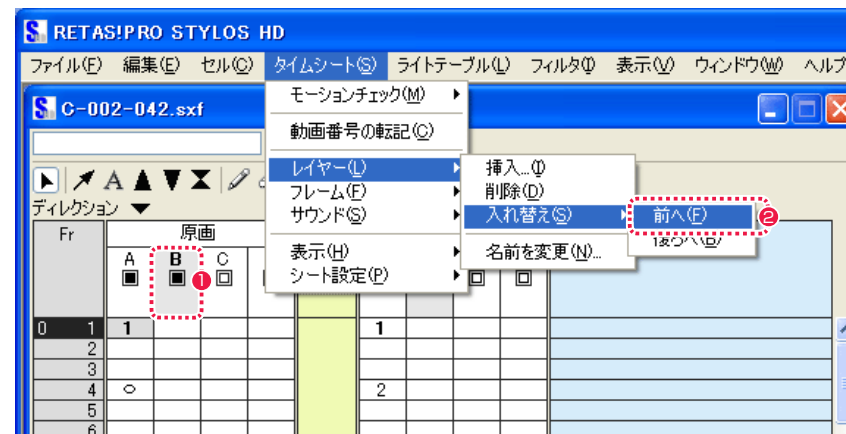 RETAS!PRO STYLOS HD
ファイル(F) 編集(E) セル(C) タイムシート(S) ライトテーブル(L) フィルタ(I) 表示(V) ウィンドウ(W) ヘルプ
C-002-042.sxf
モーションチェック(M)
動画番号の転記(C)
レイヤー(L)
フレーム(F)
サウンド(S)
表示(H)
シート設定(P)
挿入...(I)
削除(D)
入れ替え(S)
名前を変更(N)...
前へ(F) 2
後ろへ(B)
ディレクション
Fr 原画
A B C
1
0 1 1 1
2
3
4 2
5
6